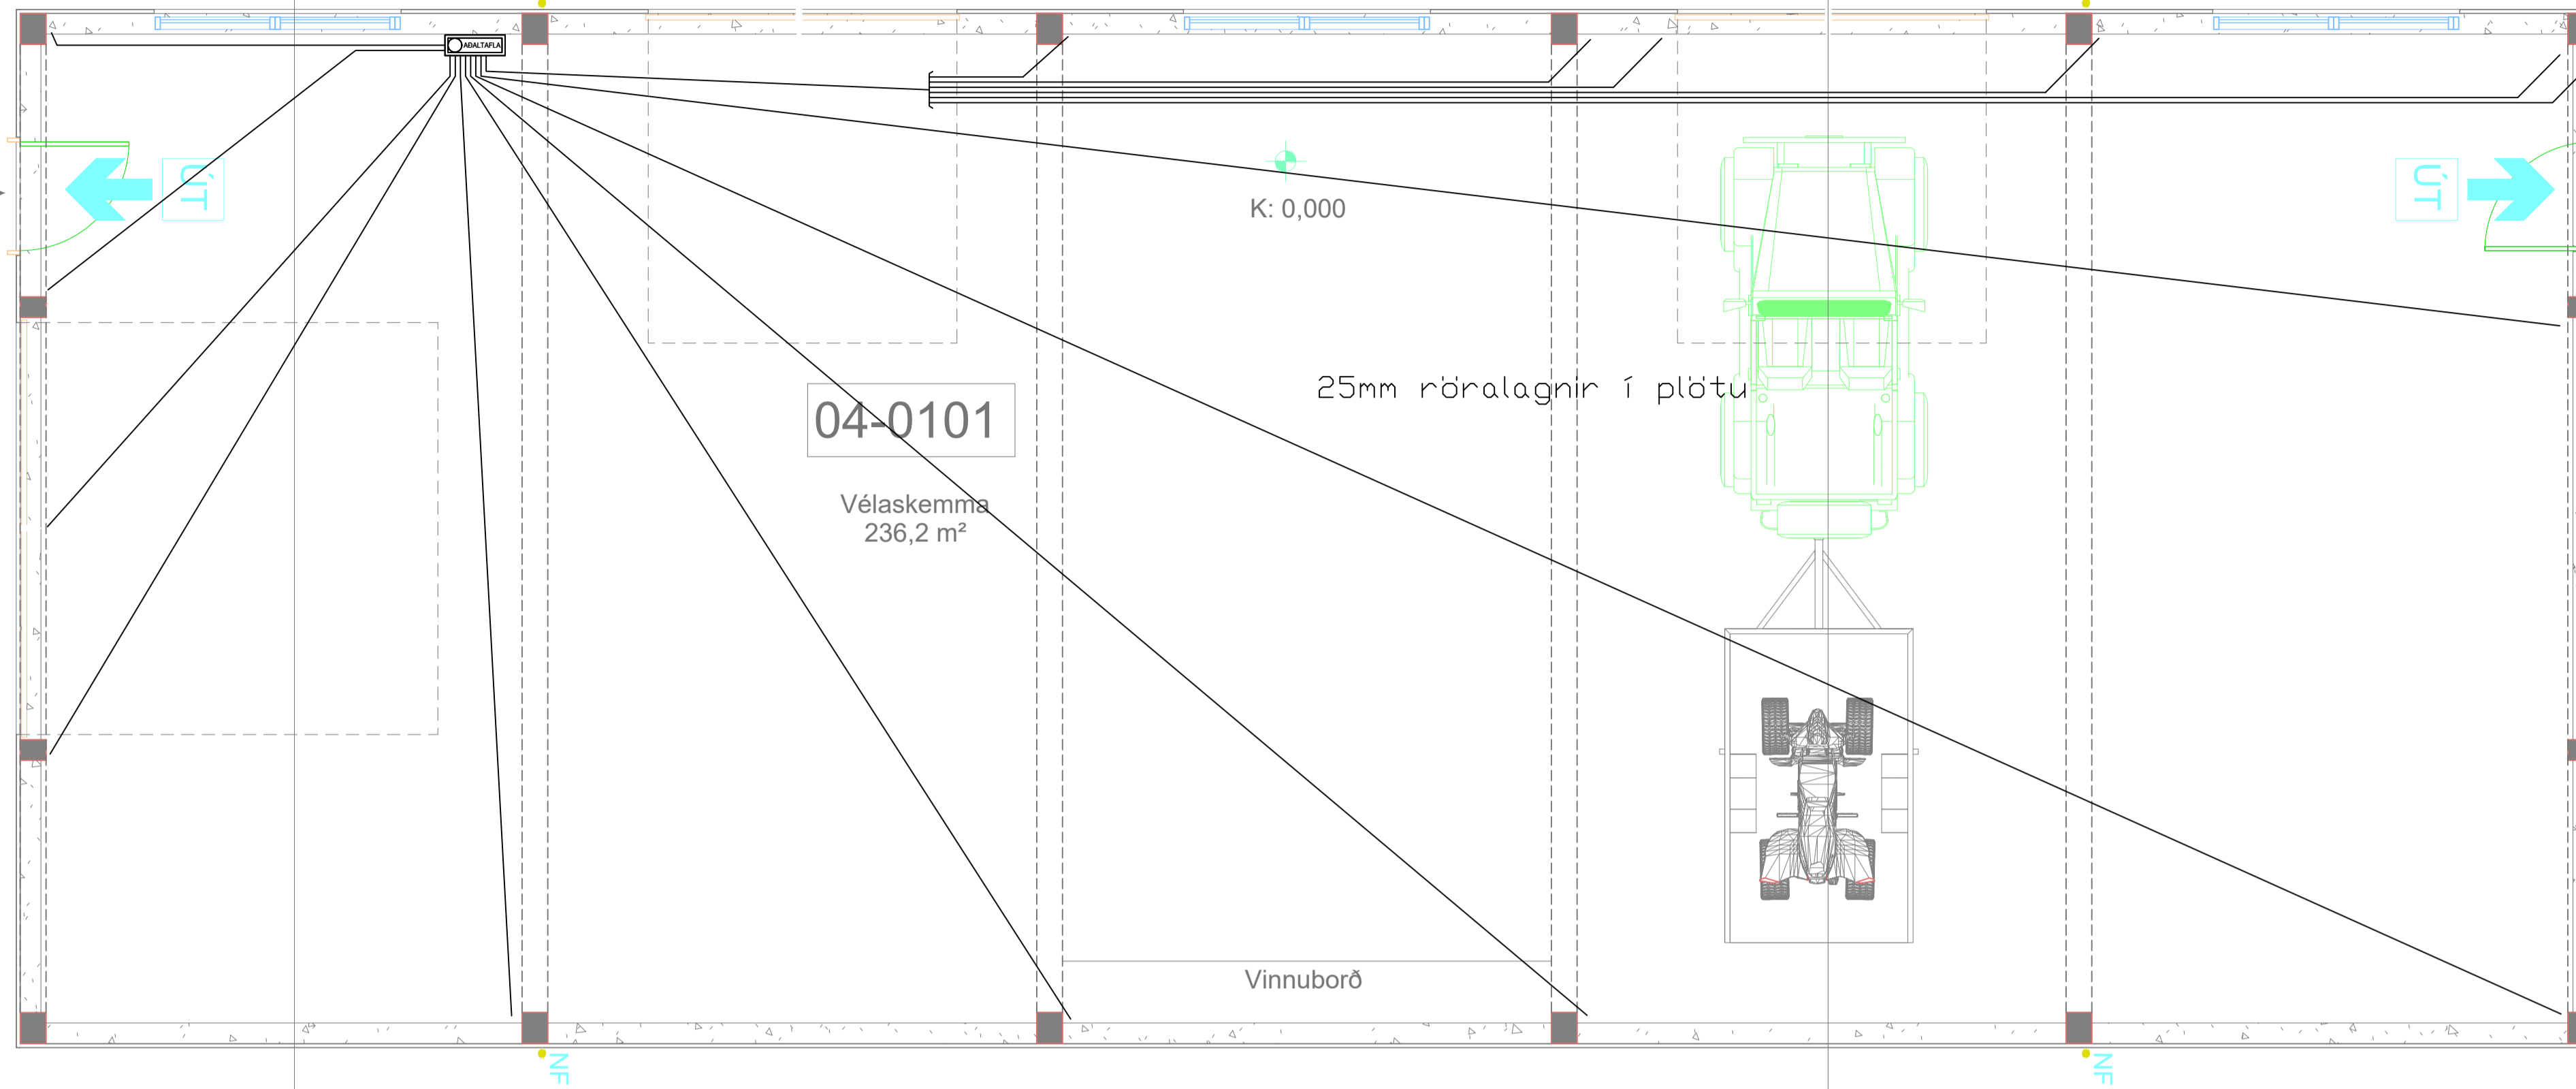 AÐALTAFLA
ÚT
ÚT
K: 0,000
25mm röralagnir í plötu
04-0101
Vélaskemma
236,2 m²
Vinnuborð
NF
NF